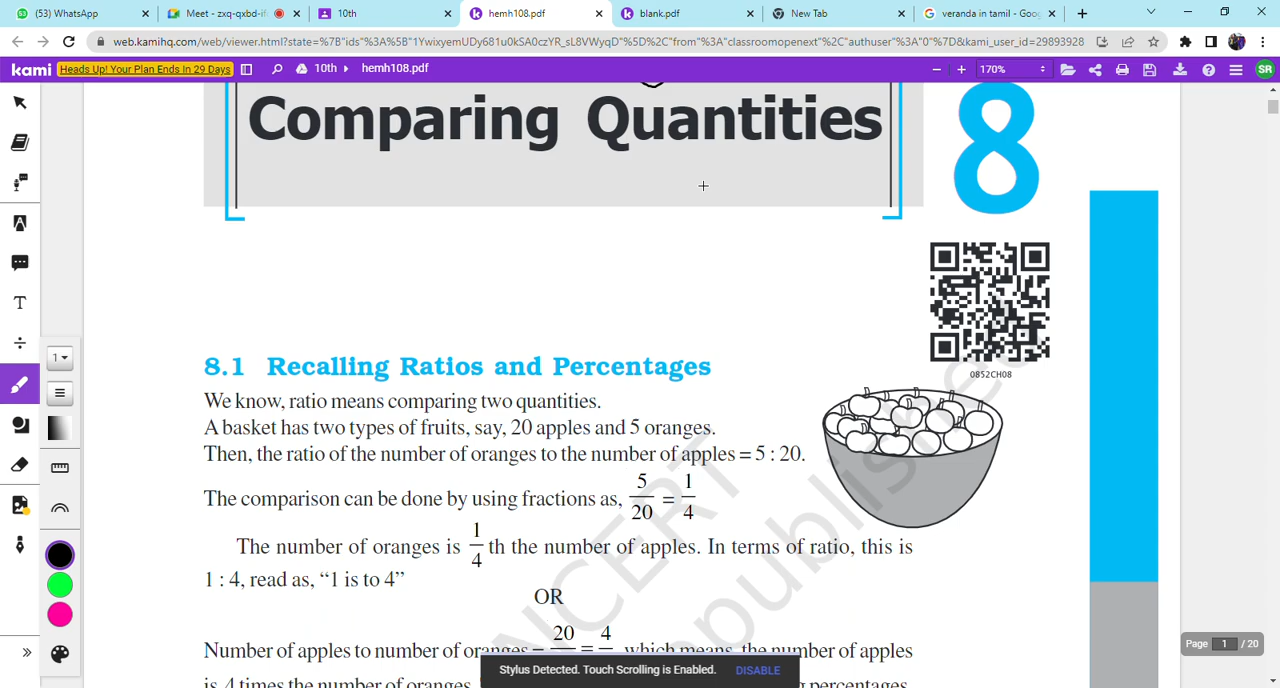 (53) WhatsApp
Meet - zxq-qxbd-if
10th
hemh108.pdf
blank.pdf
New Tab
veranda in tamil - Goo
web.kamihq.com/web/viewer.html?state=%7B"ids"%3A%5B"1YwixyemUDy681u0kSA0czYR_sL8VWyqD"%5D%2C"from"%3A"classroomopenext"%2C"authuser"%3A"0"%7D&kami_user_id=29893928
kami
Heads Up! Your Plan Ends In 29 Days
10th
hemh108.pdf
170%
SR
Comparing Quantities
8
0852CH08
8.1 Recalling Ratios and Percentages
We know, ratio means comparing two quantities.
A basket has two types of fruits, say, 20 apples and 5 oranges.
Then, the ratio of the number of oranges to the number of apples = 5 : 20.
The comparison can be done by using fractions as, 5/20 = 1/4
The number of oranges is 1/4 th the number of apples. In terms of ratio, this is
1 : 4, read as, “1 is to 4”
OR
Number of apples to number of oranges = 20 = 4 which means, the number of apples
is 4 times the number of oranges. percentages.
NCERT
Page 1 / 20
Stylus Detected. Touch Scrolling is Enabled. DISABLE
1